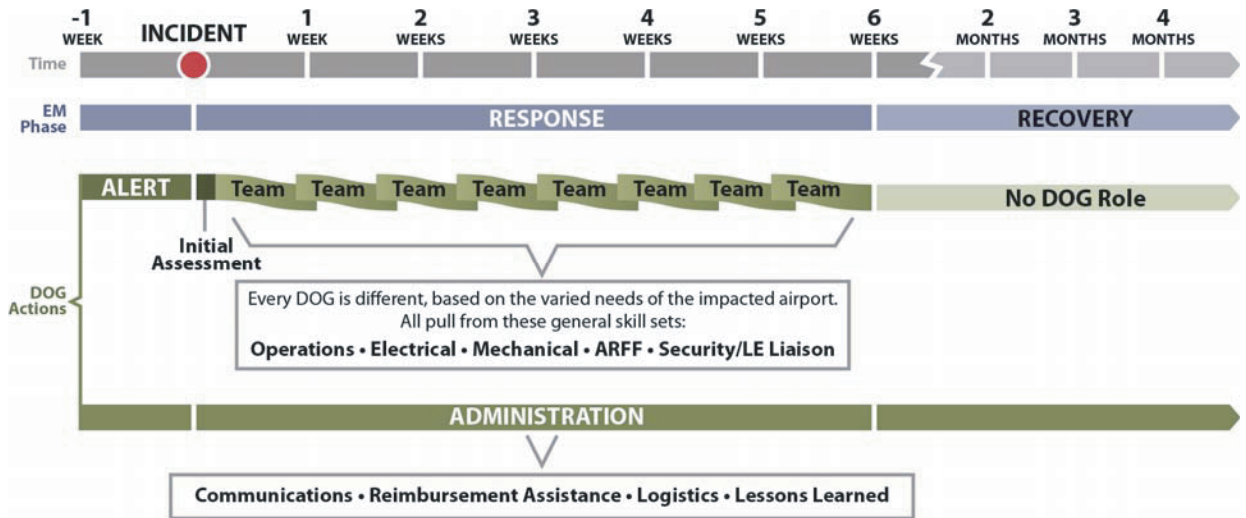 -1 WEEK
INCIDENT
1 WEEK
2 WEEKS
3 WEEKS
4 WEEKS
5 WEEKS
6 WEEKS
2 MONTHS
3 MONTHS
4 MONTHS
Time
EM
Phase
RESPONSE
RECOVERY
ALERT
Team
Team
Team
Team
Team
Team
Team
Team
No DOG Role
Initial
Assessment
DOG
Actions
Every DOG is different, based on the varied needs of the impacted airport.
All pull from these general skill sets:
Operations • Electrical • Mechanical • ARFF • Security/LE Liaison
ADMINISTRATION
Communications • Reimbursement Assistance • Logistics • Lessons Learned